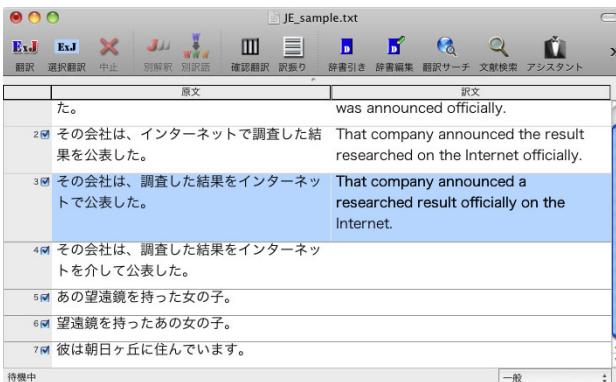 JE_sample.txt
E↔J ExJ
翻訳 選択翻訳 中止 別解釈 別訳語 確認翻訳 訳振り 辞書引き 辞書編集 翻訳サーチ 文献検索 アシスタント
原文 訳文
た。 was announced officially.
2 その会社は、インターネットで調査した結 That company announced the result
果を公表した。 researched on the Internet officially.
3 その会社は、調査した結果をインターネッ That company announced a
トで公表した。 researched result officially on the
Internet.
4 その会社は、調査した結果をインターネッ
トを介して公表した。
5 あの望遠鏡を持った女の子。
6 望遠鏡を持ったあの女の子。
7 彼は朝日ヶ丘に住んでいます。
待機中 一般